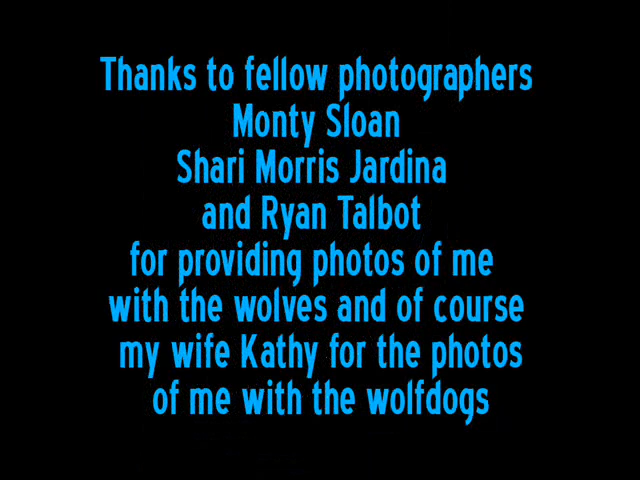 Thanks to fellow photographers
Monty Sloan
Shari Morris Jardina
and Ryan Talbot
for providing photos of me
with the wolves and of course
my wife Kathy for the photos
of me with the wolfdogs